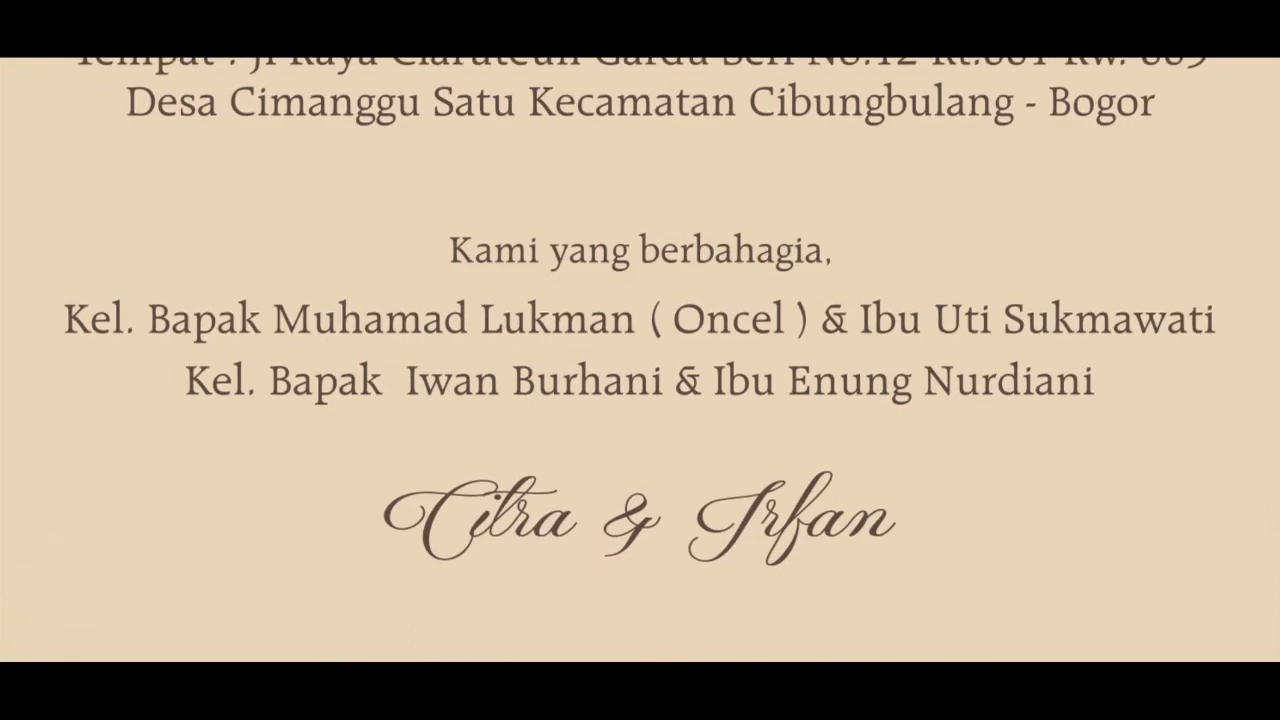 Desa Cimanggu Satu Kecamatan Cibungbulang - Bogor
Kami yang berbahagia,
Kel. Bapak Muhamad Lukman ( Oncel ) & Ibu Uti Sukmawati
Kel. Bapak Iwan Burhani & Ibu Enung Nurdiani
Citra & Irfan